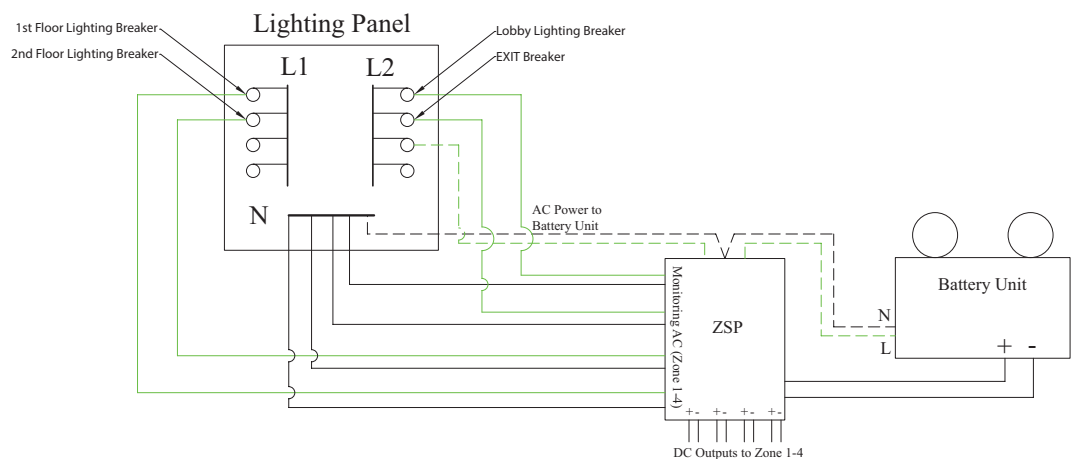 1st Floor Lighting Breaker
2nd Floor Lighting Breaker
Lighting Panel
Lobby Lighting Breaker
EXIT Breaker
L1
L2
N
AC Power to
Battery Unit
Monitoring AC (Zone 1-4)
ZSP
Battery Unit
N
L
+ -
+- +- +- +-
DC Outputs to Zone 1-4